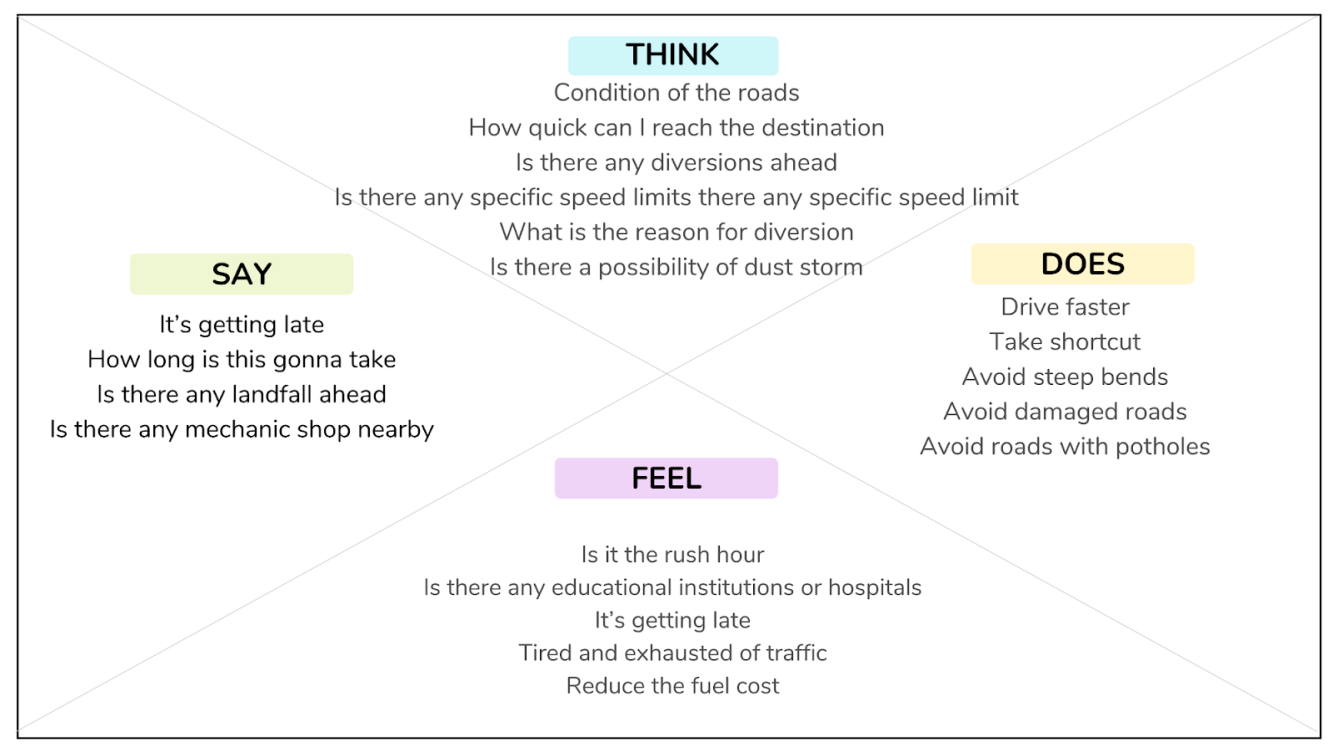 THINK
Condition of the roads
How quick can I reach the destination
Is there any diversions ahead
Is there any specific speed limits there any specific speed limit
What is the reason for diversion
Is there a possibility of dust storm
SAY
It's getting late
How long is this gonna take
Is there any landfall ahead
Is there any mechanic shop nearby
DOES
Drive faster
Take shortcut
Avoid steep bends
Avoid damaged roads
Avoid roads with potholes
FEEL
Is it the rush hour
Is there any educational institutions or hospitals
It's getting late
Tired and exhausted of traffic
Reduce the fuel cost